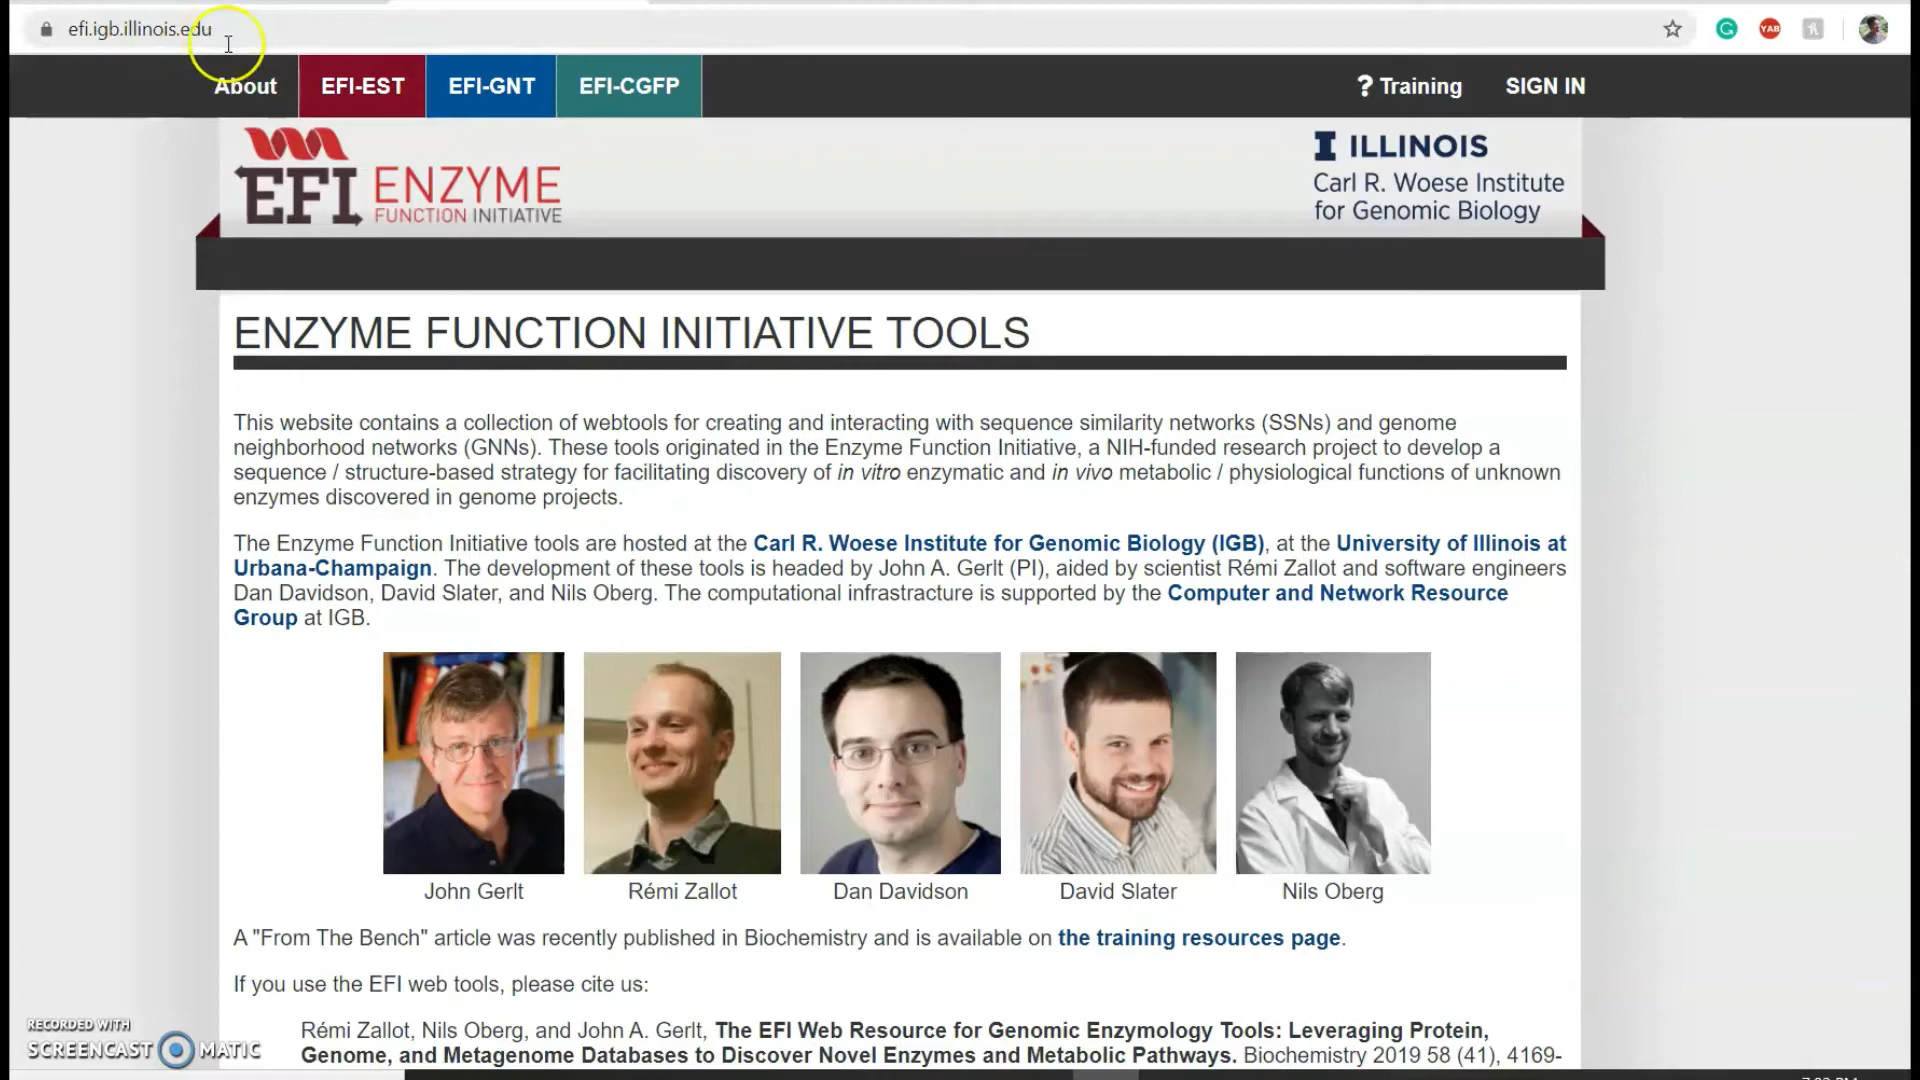 efi.igb.illinois.edu
YAB
About
EFI-EST
EFI-GNT
EFI-CGFP
? Training
SIGN IN
EFI ENZYME
FUNCTION INITIATIVE
I ILLINOIS
Carl R. Woese Institute
for Genomic Biology
ENZYME FUNCTION INITIATIVE TOOLS
This website contains a collection of webtools for creating and interacting with sequence similarity networks (SSNs) and genome
neighborhood networks (GNNs). These tools originated in the Enzyme Function Initiative, a NIH-funded research project to develop a
sequence / structure-based strategy for facilitating discovery of in vitro enzymatic and in vivo metabolic / physiological functions of unknown
enzymes discovered in genome projects.
The Enzyme Function Initiative tools are hosted at the Carl R. Woese Institute for Genomic Biology (IGB), at the University of Illinois at
Urbana-Champaign. The development of these tools is headed by John A. Gerlt (PI), aided by scientist Rémi Zallot and software engineers
Dan Davidson, David Slater, and Nils Oberg. The computational infrastracture is supported by the Computer and Network Resource
Group at IGB.
John Gerlt
Rémi Zallot
Dan Davidson
David Slater
Nils Oberg
A "From The Bench" article was recently published in Biochemistry and is available on the training resources page.
If you use the EFI web tools, please cite us:
Rémi Zallot, Nils Oberg, and John A. Gerlt, The EFI Web Resource for Genomic Enzymology Tools: Leveraging Protein,
Genome, and Metagenome Databases to Discover Novel Enzymes and Metabolic Pathways. Biochemistry 2019 58 (41), 4169-
RECORDED WITH
SCREENCAST MATIC